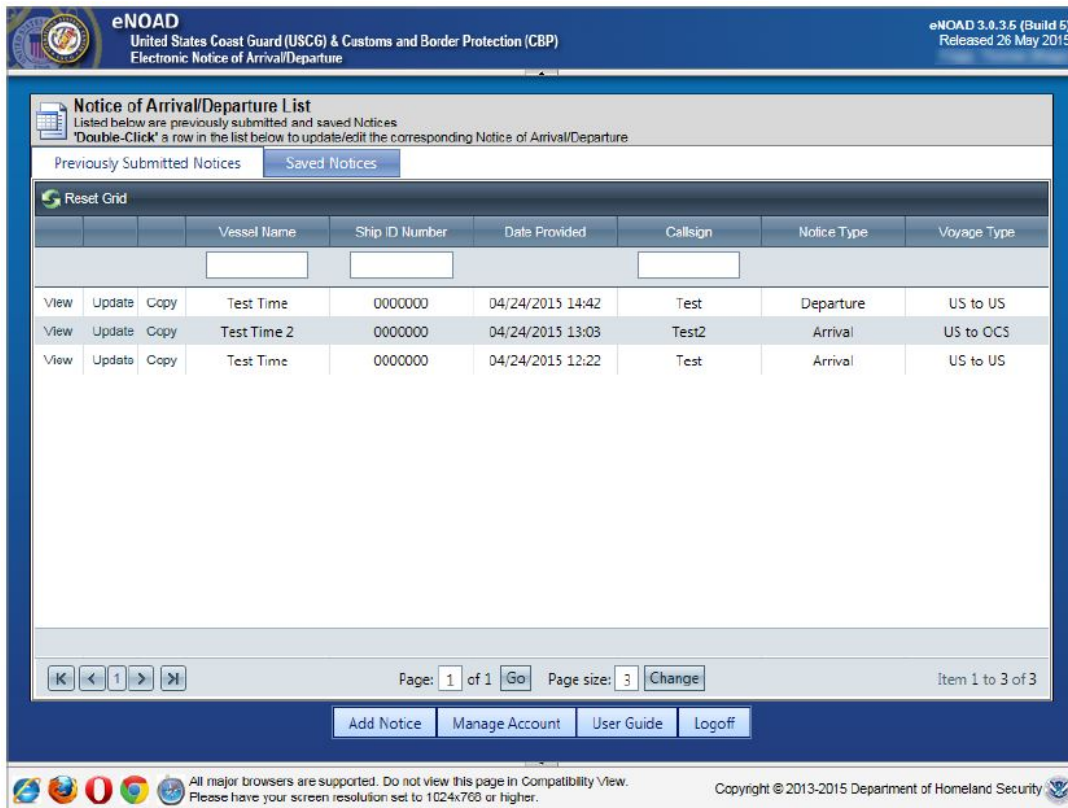 eNOAD
United States Coast Guard (USCG) & Customs and Border Protection (CBP)
Electronic Notice of Arrival/Departure
eNOAD 3.0.3.5 (Build 5)
Released 26 May 2015
Notice of Arrival/Departure List
Listed below are previously submitted and saved Notices
'Double-Click' a row in the list below to update/edit the corresponding Notice of Arrival/Departure
Previously Submitted Notices Saved Notices
Reset Grid
Vessel Name Ship ID Number Date Provided Callsign Notice Type Voyage Type
View Update Copy Test Time 0000000 04/24/2015 14:42 Test Departure US to US
View Update Copy Test Time 2 0000000 04/24/2015 13:03 Test2 Arrival US to OCS
View Update Copy Test Time 0000000 04/24/2015 12:22 Test Arrival US to US
1 Page: 1 of 1 Go Page size: 3 Change Item 1 to 3 of 3
Add Notice Manage Account User Guide Logoff
All major browsers are supported. Do not view this page in Compatibility View.
Please have your screen resolution set to 1024x768 or higher.
Copyright © 2013-2015 Department of Homeland Security